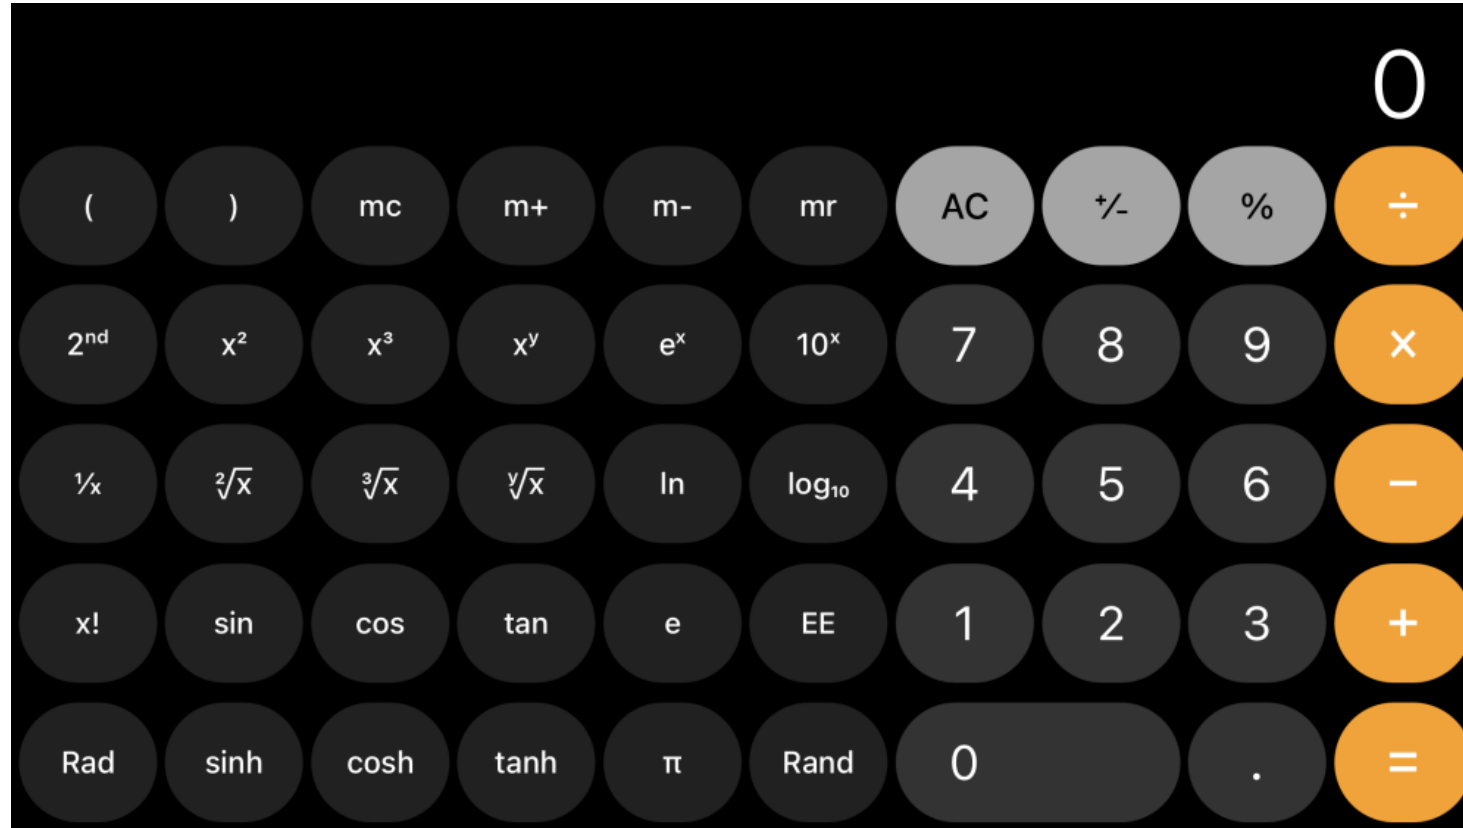 0
( ) mc m+ m- mr AC ⁺⁄₋ % ÷
2ⁿᵈ x² x³ xʸ eˣ 10ˣ 7 8 9 ×
¹⁄ₓ ²√x ³√x ʸ√x ln log₁₀ 4 5 6 −
x! sin cos tan e EE 1 2 3 +
Rad sinh cosh tanh π Rand 0 . =